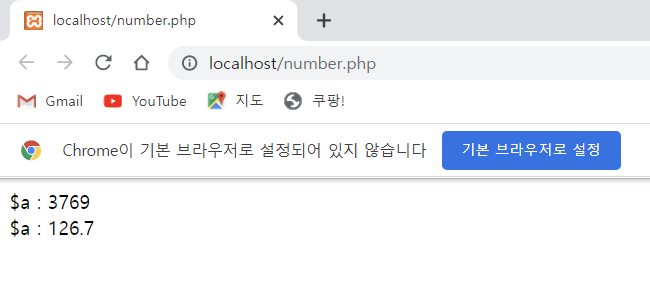 localhost/number.php
localhost/number.php
Gmail YouTube 지도 쿠팡!
Chrome이 기본 브라우저로 설정되어 있지 않습니다 기본 브라우저로 설정
$a : 3769
$a : 126.7